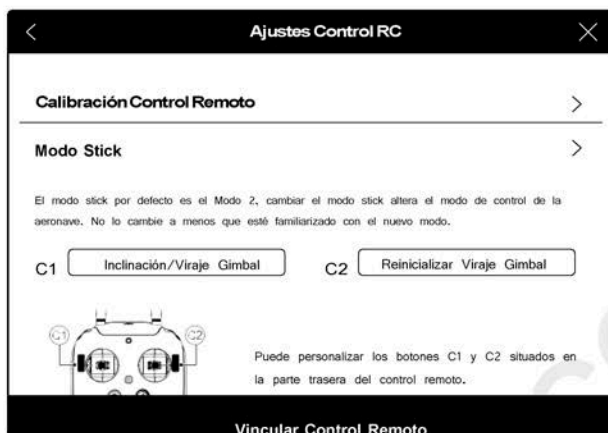 Ajustes Control RC
Calibración Control Remoto
Modo Stick
El modo stick por defecto es el Modo 2, cambiar el modo stick altera el modo de control de la
aeronave. No lo cambie a menos que esté familiarizado con el nuevo modo.
C1 Inclinación/Viraje Gimbal C2 Reinicializar Viraje Gimbal
C1 C2
Puede personalizar los botones C1 y C2 situados en
la parte trasera del control remoto.
Vincular Control Remoto